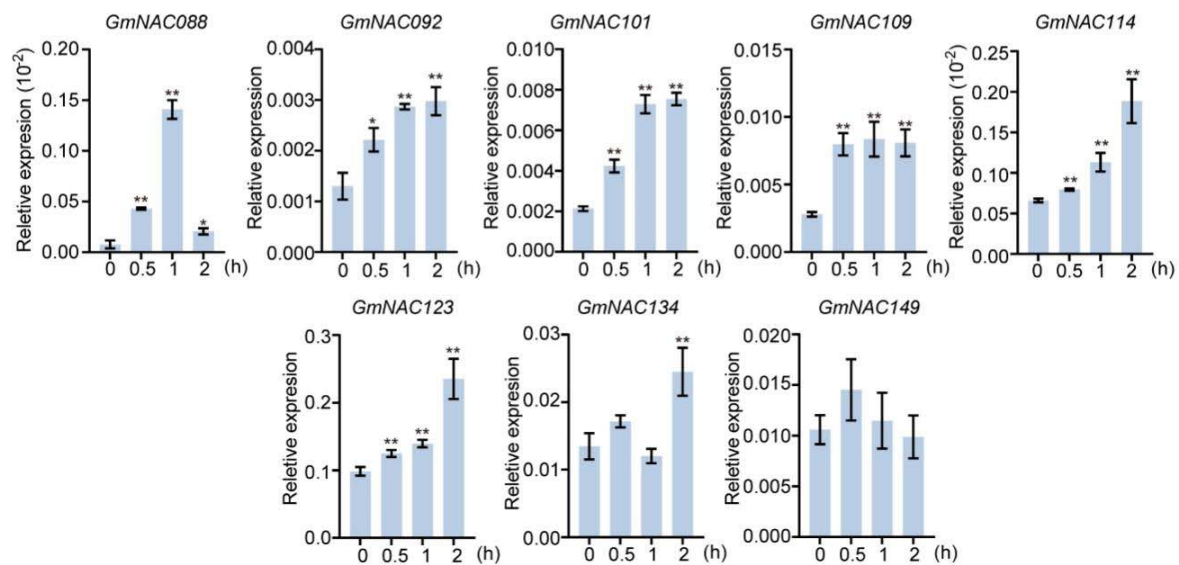 GmNAC088
Reletive expression (10-2)
0.20
0.15
0.10
0.05
0.00
**
**
*
0 0.5 1 2 (h)
GmNAC092
Relative expression
0.004
0.003
0.002
0.001
0.000
*
**
**
0 0.5 1 2 (h)
GmNAC101
Reletive expression
0.010
0.008
0.006
0.004
0.002
0.000
**
**
**
0 0.5 1 2 (h)
GmNAC109
Reletive expression
0.015
0.010
0.005
0.000
**
**
**
0 0.5 1 2 (h)
GmNAC114
Reletive expression (10-2)
0.25
0.20
0.15
0.10
0.05
0.00
**
**
**
0 0.5 1 2 (h)
GmNAC123
Reletive expression
0.3
0.2
0.1
0.0
**
**
**
0 0.5 1 2 (h)
GmNAC134
Reletive expression
0.03
0.02
0.01
0.00
**
0 0.5 1 2 (h)
GmNAC149
Reletive expression
0.020
0.015
0.010
0.005
0.000
0 0.5 1 2 (h)